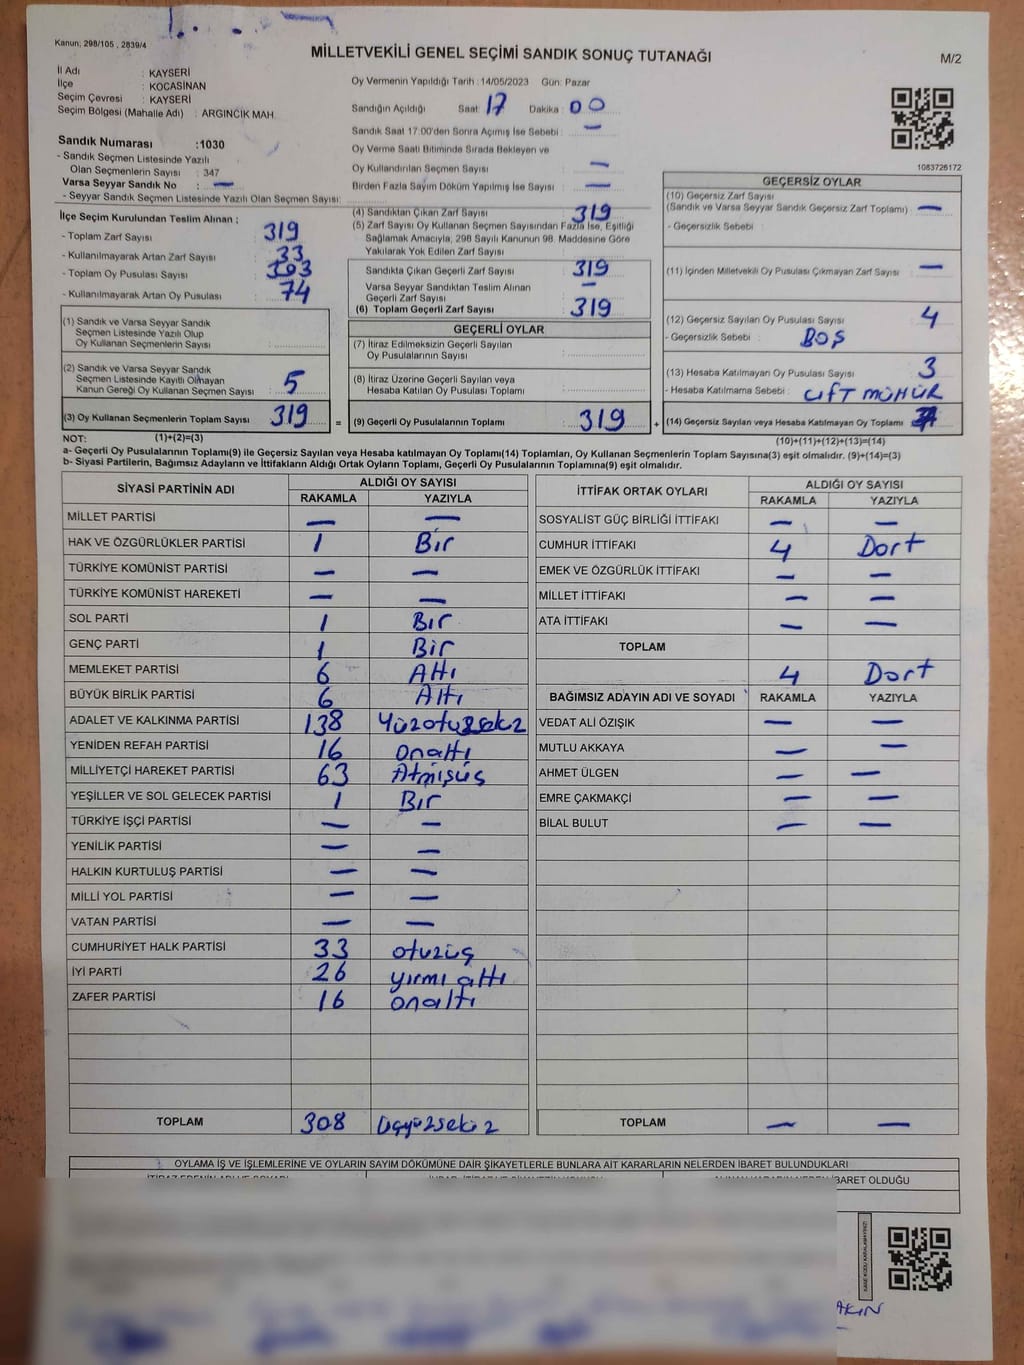 Kanun; 298/105 , 2839/4
MİLLETVEKİLİ GENEL SEÇİMİ SANDIK SONUÇ TUTANAĞI
M/2
İl Adı : KAYSERİ
İlçe : KOCASİNAN
Seçim Çevresi : KAYSERİ
Seçim Bölgesi (Mahalle Adı) : ARGINCIK MAH.
Oy Vermenin Yapıldığı Tarih : 14/05/2023 Gün: Pazar
Sandığın Açıldığı Saat 17 Dakika : 00
Sandık Saat 17:00'den Sonra Açılmış İse Sebebi : —
Oy Verme Saati Bitiminde Sırada Bekleyen ve
Oy Kullandırılan Seçmen Sayısı : —
Birden Fazla Sayım Döküm Yapılmış İse Sayısı : —
Sandık Numarası :1030
- Sandık Seçmen Listesinde Yazılı
Olan Seçmenlerin Sayısı : 347
Varsa Seyyar Sandık No : —
- Seyyar Sandık Seçmen Listesinde Yazılı Olan Seçmen Sayısı:
1083726172
İlçe Seçim Kurulundan Teslim Alınan ;
- Toplam Zarf Sayısı : 319
- Kullanılmayarak Artan Zarf Sayısı : 33
- Toplam Oy Pusulası Sayısı : 393
- Kullanılmayarak Artan Oy Pusulası : 74
(1) Sandık ve Varsa Seyyar Sandık
Seçmen Listesinde Yazılı Olup
Oy Kullanan Seçmenlerin Sayısı :
(2) Sandık ve Varsa Seyyar Sandık
Seçmen Listesinde Kayıtlı Olmayan
Kanun Gereği Oy Kullanan Seçmen Sayısı : 5
(3) Oy Kullanan Seçmenlerin Toplam Sayısı : 319 =
(4) Sandıktan Çıkan Zarf Sayısı : 319
(5) Zarf Sayısı Oy Kullanan Seçmen Sayısından Fazla İse, Eşitliği
Sağlamak Amacıyla, 298 Sayılı Kanunun 98. Maddesine Göre
Yakılarak Yok Edilen Zarf Sayısı :
Sandıkta Çıkan Geçerli Zarf Sayısı : 319
Varsa Seyyar Sandıktan Teslim Alınan
Geçerli Zarf Sayısı : —
(6) Toplam Geçerli Zarf Sayısı : 319
GEÇERLİ OYLAR
(7) İtiraz Edilmeksizin Geçerli Sayılan
Oy Pusulalarının Sayısı :
(8) İtiraz Üzerine Geçerli Sayılan veya
Hesaba Katılan Oy Pusulası Toplamı :
(9) Geçerli Oy Pusulalarının Toplamı : 319 +
GEÇERSİZ OYLAR
(10) Geçersiz Zarf Sayısı
(Sandık ve Varsa Seyyar Sandık Geçersiz Zarf Toplamı) : —
- Geçersizlik Sebebi :
(11) İçinden Milletvekili Oy Pusulası Çıkmayan Zarf Sayısı : —
(12) Geçersiz Sayılan Oy Pusulası Sayısı : 4
- Geçersizlik Sebebi : BOŞ
(13) Hesaba Katılmayan Oy Pusulası Sayısı : 3
- Hesaba Katılmama Sebebi : ÇİFT MÜHÜR
(14) Geçersiz Sayılan veya Hesaba Katılmayan Oy Toplamı :
NOT: (1)+(2)=(3)
(10)+(11)+(12)+(13)=(14)
a- Geçerli Oy Pusulalarının Toplamı(9) ile Geçersiz Sayılan veya Hesaba katılmayan Oy Toplamı(14) Toplamları, Oy Kullanan Seçmenlerin Toplam Sayısına(3) eşit olmalıdır. (9)+(14)=(3)
b- Siyasi Partilerin, Bağımsız Adayların ve İttifakların Aldığı Ortak Oyların Toplamı, Geçerli Oy Pusulalarının Toplamına(9) eşit olmalıdır.
SİYASİ PARTİNİN ADI ALDIĞI OY SAYISI
RAKAMLA YAZIYLA
MİLLET PARTİSİ — —
HAK VE ÖZGÜRLÜKLER PARTİSİ 1 Bir
TÜRKİYE KOMÜNİST PARTİSİ — —
TÜRKİYE KOMÜNİST HAREKETİ — —
SOL PARTİ 1 Bır
GENÇ PARTİ 1 Bir
MEMLEKET PARTİSİ 6 Altı
BÜYÜK BİRLİK PARTİSİ 6 Altı
ADALET VE KALKINMA PARTİSİ 138 Yüzotuzsekiz
YENİDEN REFAH PARTİSİ 16 onaltı
MİLLİYETÇİ HAREKET PARTİSİ 63 Atmışüç
YEŞİLLER VE SOL GELECEK PARTİSİ 1 Bır
TÜRKİYE İŞÇİ PARTİSİ — —
YENİLİK PARTİSİ — —
HALKIN KURTULUŞ PARTİSİ — —
MİLLİ YOL PARTİSİ — —
VATAN PARTİSİ — —
CUMHURİYET HALK PARTİSİ 33 otuzüç
İYİ PARTİ 26 yırmı altı
ZAFER PARTİSİ 16 onaltı
TOPLAM 308 Üçyüzsekiz
İTTİFAK ORTAK OYLARI ALDIĞI OY SAYISI
RAKAMLA YAZIYLA
SOSYALİST GÜÇ BİRLİĞİ İTTİFAKI — —
CUMHUR İTTİFAKI 4 Dort
EMEK VE ÖZGÜRLÜK İTTİFAKI — —
MİLLET İTTİFAKI — —
ATA İTTİFAKI — —
TOPLAM
4 Dort
BAĞIMSIZ ADAYIN ADI VE SOYADI RAKAMLA YAZIYLA
VEDAT ALİ ÖZIŞIK — —
MUTLU AKKAYA — —
AHMET ÜLGEN — —
EMRE ÇAKMAKÇİ — —
BİLAL BULUT — —
TOPLAM — —
OYLAMA İŞ VE İŞLEMLERİNE VE OYLARIN SAYIM DÖKÜMÜNE DAİR ŞİKAYETLERLE BUNLARA AİT KARARLARIN NELERDEN İBARET BULUNDUKLARI
İBARET OLDUĞU
AKIN